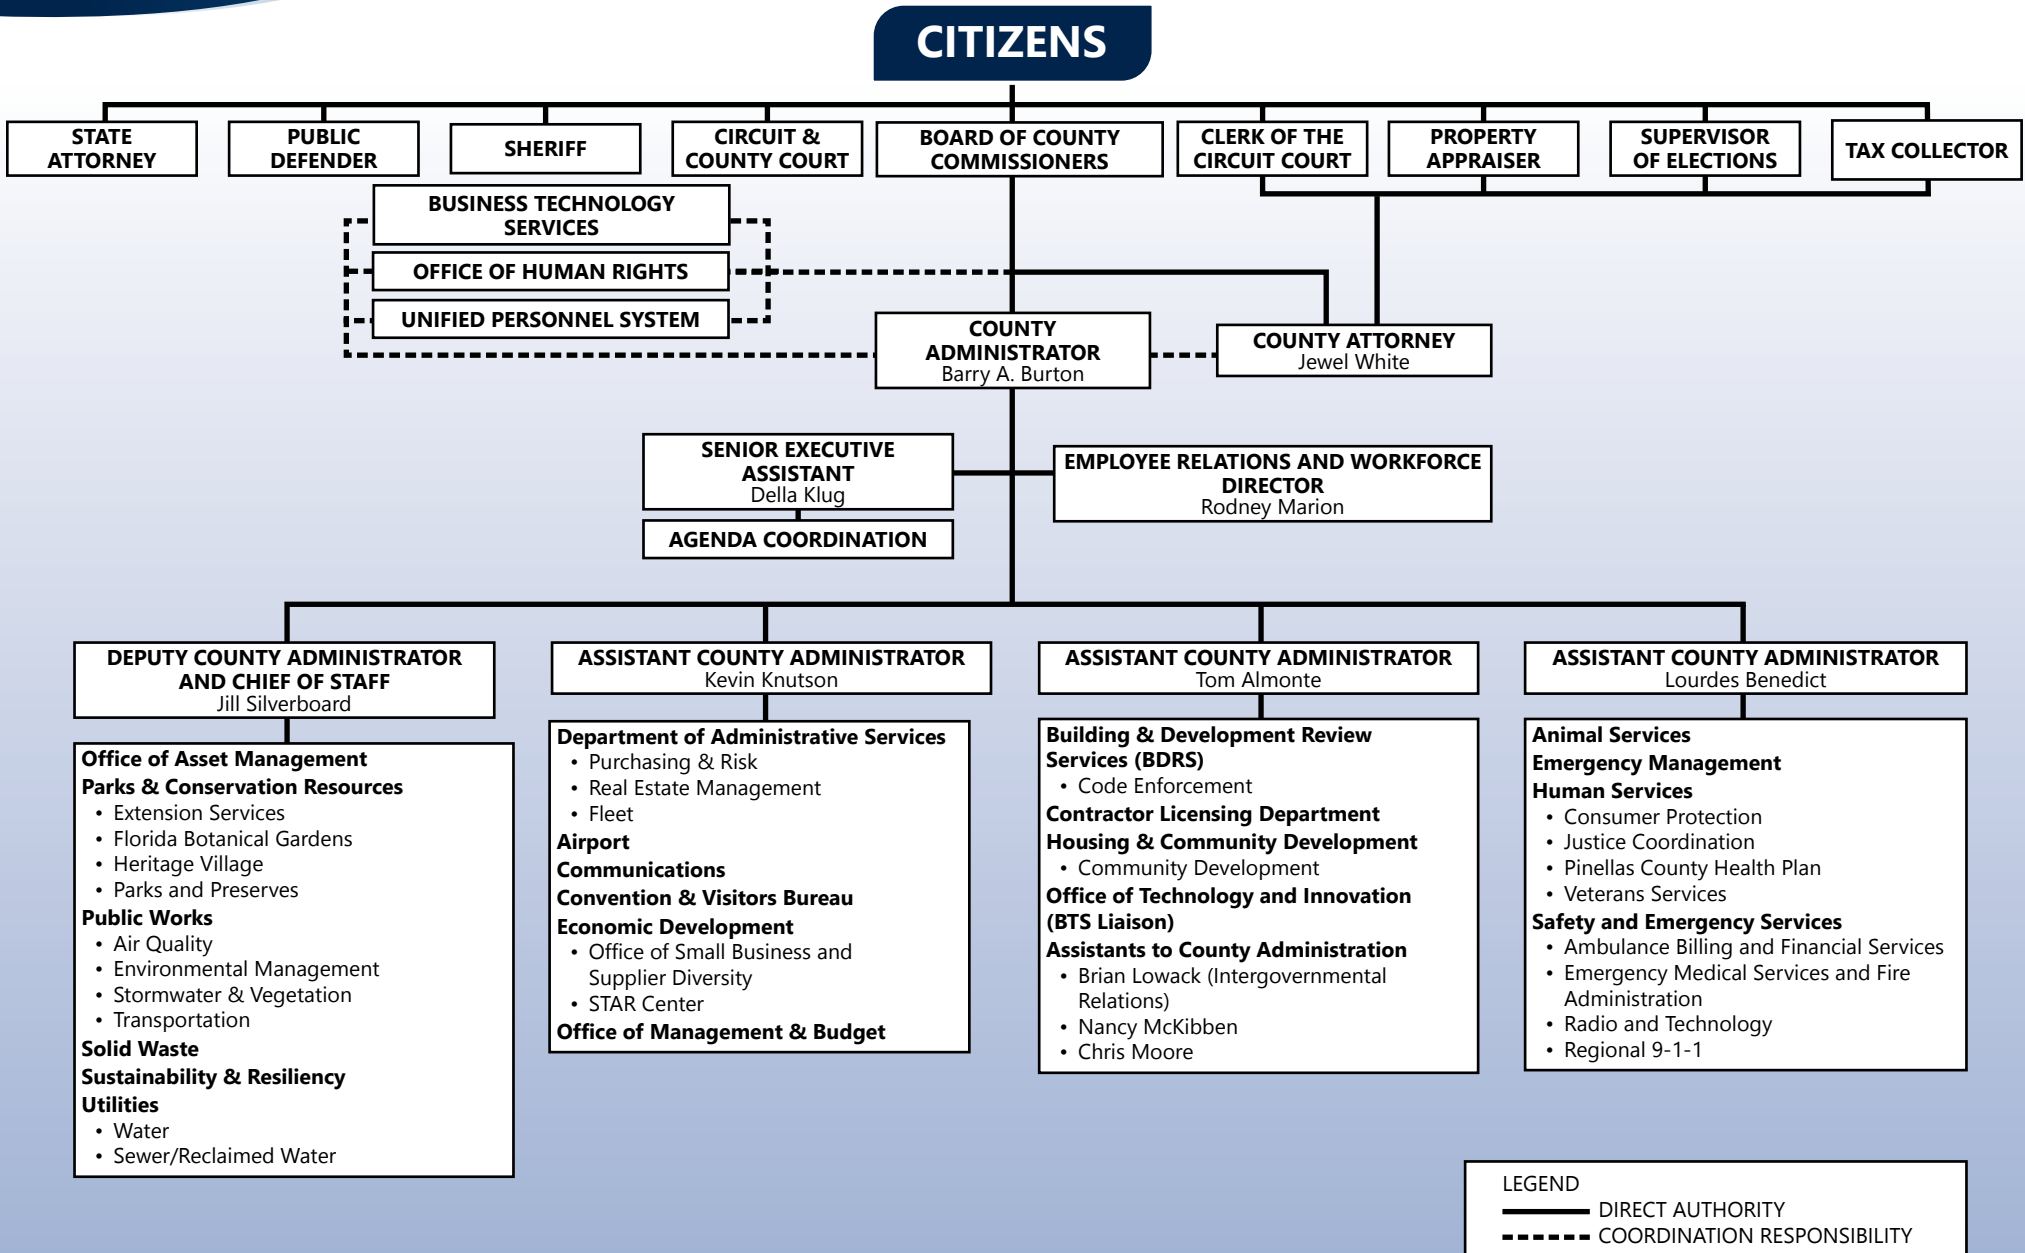 CITIZENS
STATE
ATTORNEY
PUBLIC
DEFENDER
SHERIFF
CIRCUIT &
COUNTY COURT
BOARD OF COUNTY
COMMISSIONERS
CLERK OF THE
CIRCUIT COURT
PROPERTY
APPRAISER
SUPERVISOR
OF ELECTIONS
TAX COLLECTOR
BUSINESS TECHNOLOGY
SERVICES
OFFICE OF HUMAN RIGHTS
UNIFIED PERSONNEL SYSTEM
COUNTY
ADMINISTRATOR
Barry A. Burton
COUNTY ATTORNEY
Jewel White
SENIOR EXECUTIVE
ASSISTANT
Della Klug
AGENDA COORDINATION
EMPLOYEE RELATIONS AND WORKFORCE
DIRECTOR
Rodney Marion
DEPUTY COUNTY ADMINISTRATOR
AND CHIEF OF STAFF
Jill Silverboard
Office of Asset Management
Parks & Conservation Resources
• Extension Services
• Florida Botanical Gardens
• Heritage Village
• Parks and Preserves
Public Works
• Air Quality
• Environmental Management
• Stormwater & Vegetation
• Transportation
Solid Waste
Sustainability & Resiliency
Utilities
• Water
• Sewer/Reclaimed Water
ASSISTANT COUNTY ADMINISTRATOR
Kevin Knutson
Department of Administrative Services
• Purchasing & Risk
• Real Estate Management
• Fleet
Airport
Communications
Convention & Visitors Bureau
Economic Development
• Office of Small Business and
Supplier Diversity
• STAR Center
Office of Management & Budget
ASSISTANT COUNTY ADMINISTRATOR
Tom Almonte
Building & Development Review
Services (BDRS)
• Code Enforcement
Contractor Licensing Department
Housing & Community Development
• Community Development
Office of Technology and Innovation
(BTS Liaison)
Assistants to County Administration
• Brian Lowack (Intergovernmental
Relations)
• Nancy McKibben
• Chris Moore
ASSISTANT COUNTY ADMINISTRATOR
Lourdes Benedict
Animal Services
Emergency Management
Human Services
• Consumer Protection
• Justice Coordination
• Pinellas County Health Plan
• Veterans Services
Safety and Emergency Services
• Ambulance Billing and Financial Services
• Emergency Medical Services and Fire
Administration
• Radio and Technology
• Regional 9-1-1
LEGEND
DIRECT AUTHORITY
COORDINATION RESPONSIBILITY